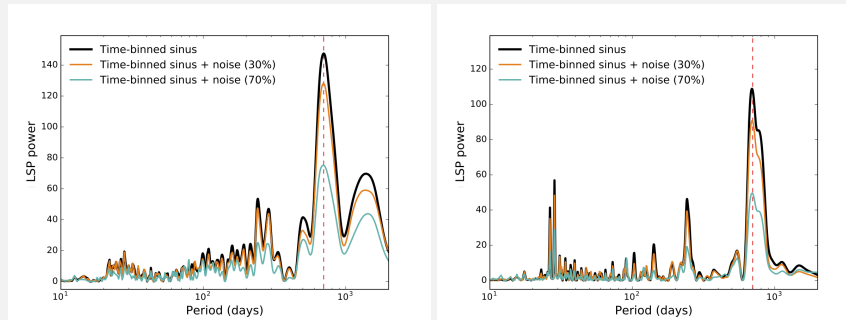 Time-binned sinus
Time-binned sinus + noise (30%)
Time-binned sinus + noise (70%)
140
120
100
80
60
40
20
0
LSP power
10¹
10²
10³
Period (days)
Time-binned sinus
Time-binned sinus + noise (30%)
Time-binned sinus + noise (70%)
120
100
80
60
40
20
0
LSP power
10¹
10²
10³
Period (days)